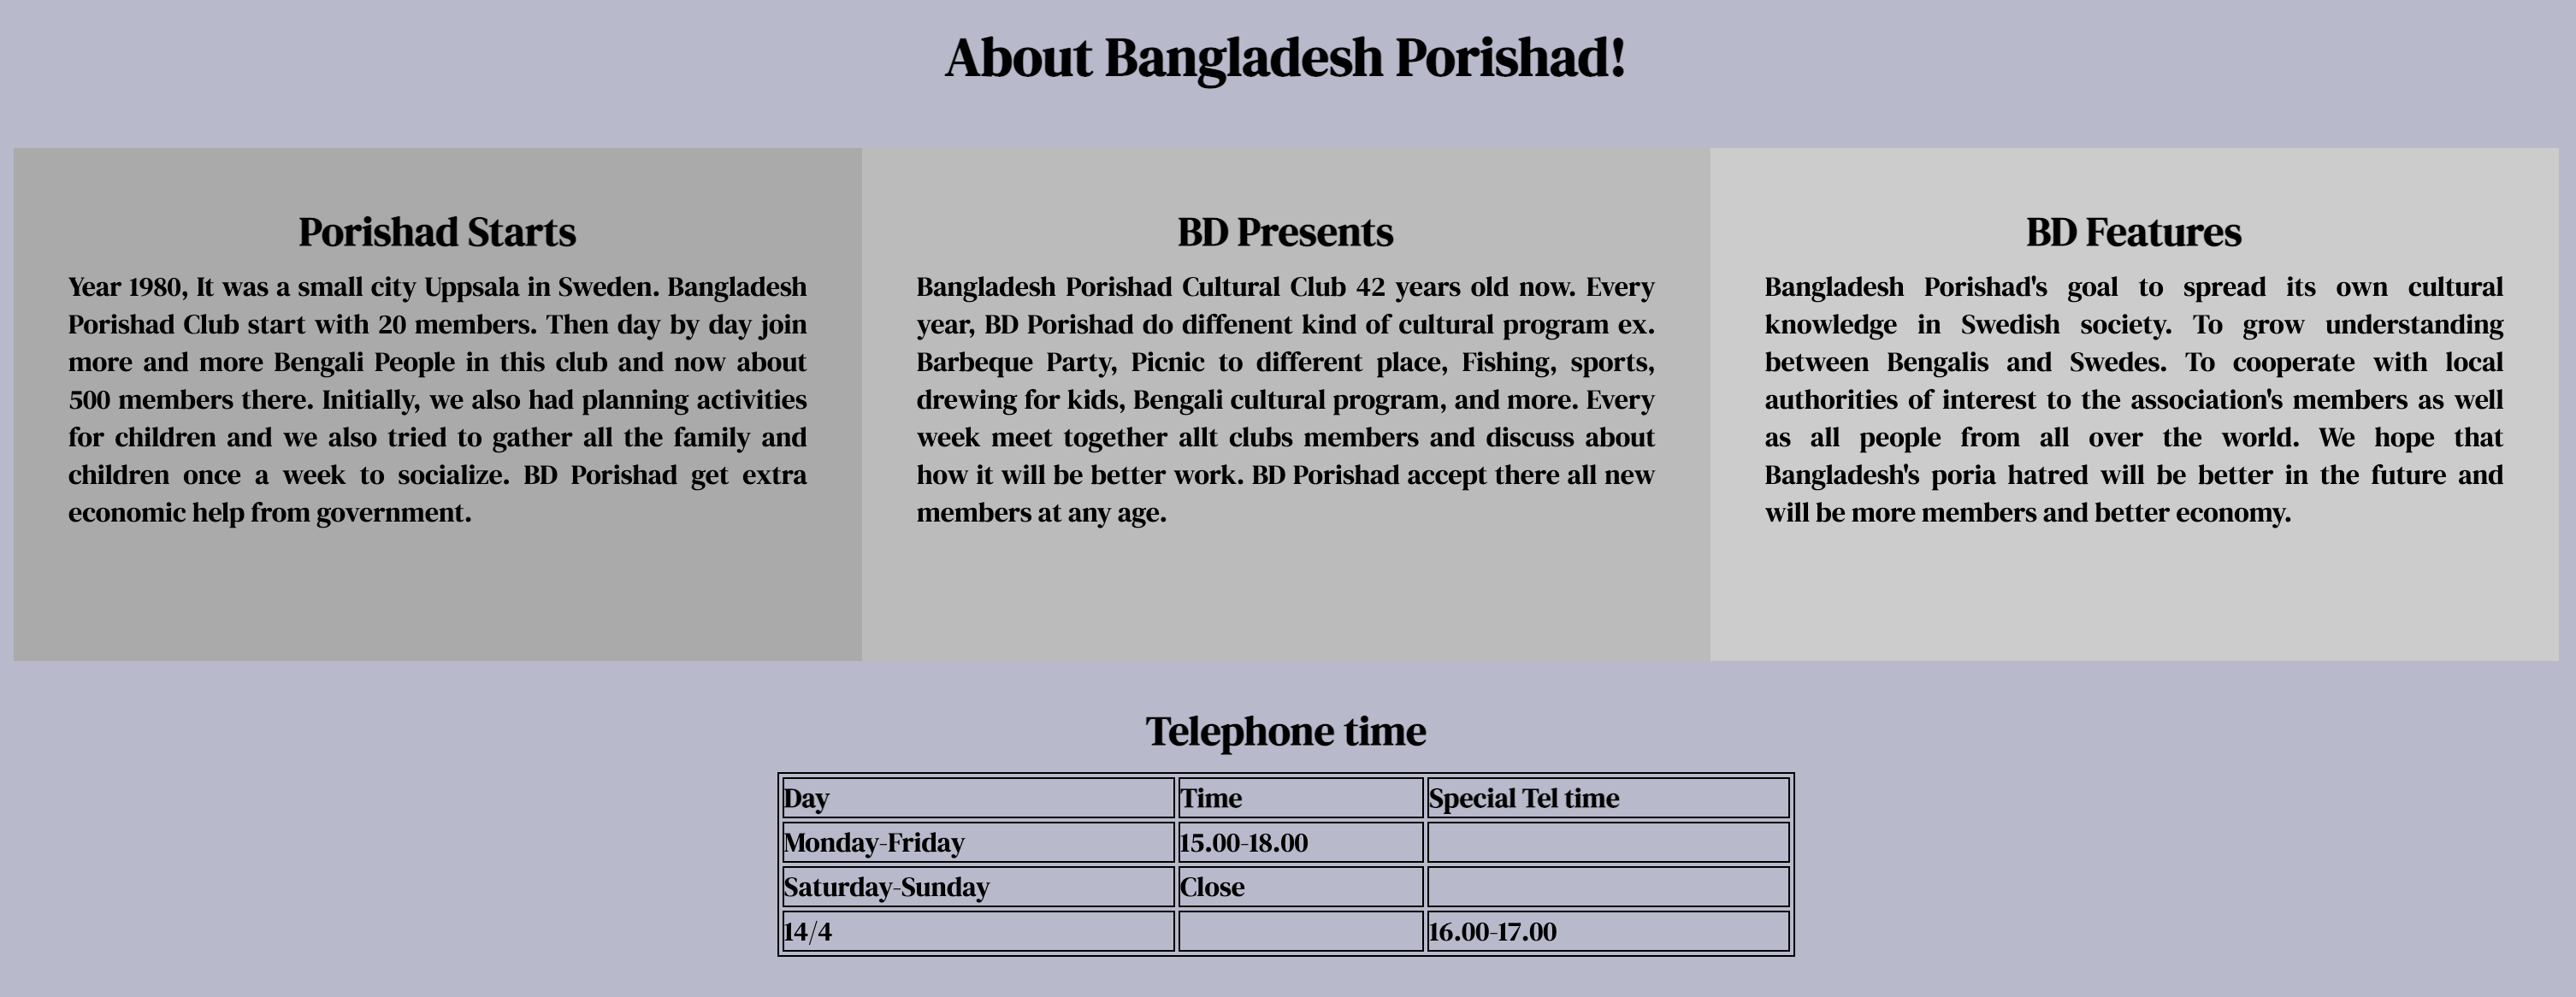 About Bangladesh Porishad!
Porishad Starts
Year 1980, It was a small city Uppsala in Sweden. Bangladesh
Porishad Club start with 20 members. Then day by day join
more and more Bengali People in this club and now about
500 members there. Initially, we also had planning activities
for children and we also tried to gather all the family and
children once a week to socialize. BD Porishad get extra
economic help from government.
BD Presents
Bangladesh Porishad Cultural Club 42 years old now. Every
year, BD Porishad do diffenent kind of cultural program ex.
Barbeque Party, Picnic to different place, Fishing, sports,
drewing for kids, Bengali cultural program, and more. Every
week meet together allt clubs members and discuss about
how it will be better work. BD Porishad accept there all new
members at any age.
BD Features
Bangladesh Porishad's goal to spread its own cultural
knowledge in Swedish society. To grow understanding
between Bengalis and Swedes. To cooperate with local
authorities of interest to the association's members as well
as all people from all over the world. We hope that
Bangladesh's poria hatred will be better in the future and
will be more members and better economy.
Telephone time
Day Time Special Tel time
Monday-Friday 15.00-18.00
Saturday-Sunday Close
14/4 16.00-17.00